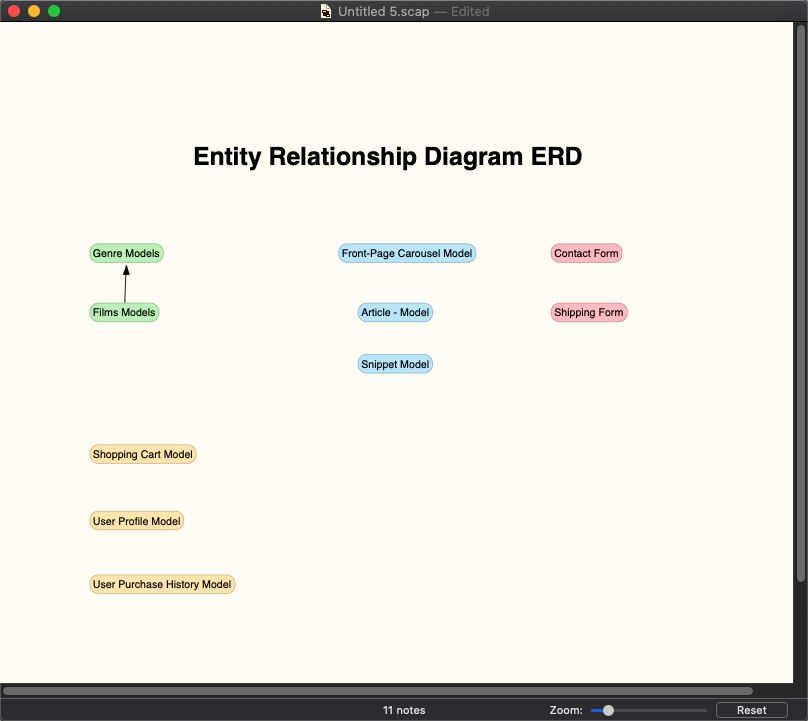 Untitled 5.scap — Edited
Entity Relationship Diagram ERD
Genre Models
Front-Page Carousel Model
Contact Form
Films Models
Article - Model
Shipping Form
Snippet Model
Shopping Cart Model
User Profile Model
User Purchase History Model
11 notes
Zoom:
Reset